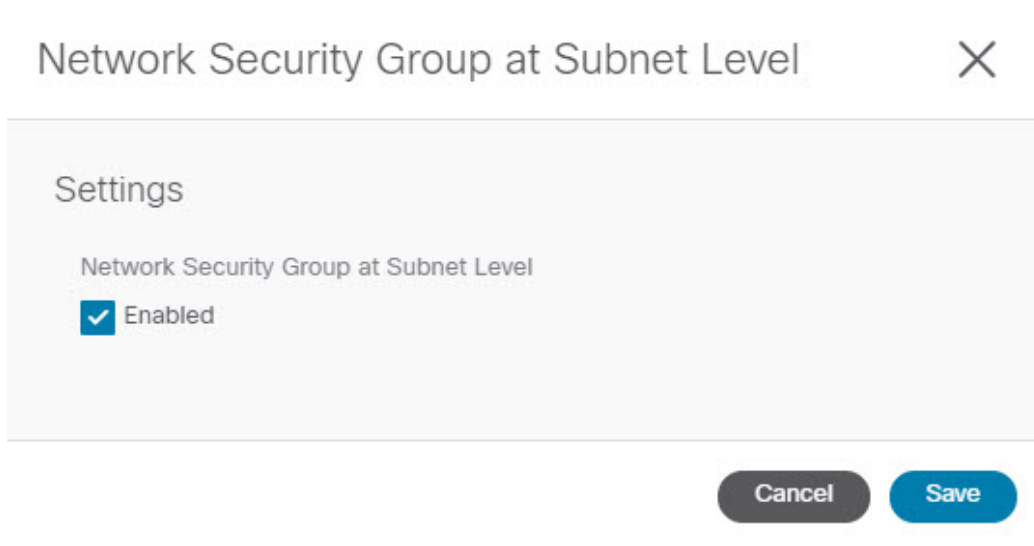 Network Security Group at Subnet Level
Settings
Network Security Group at Subnet Level
Enabled
Cancel Save